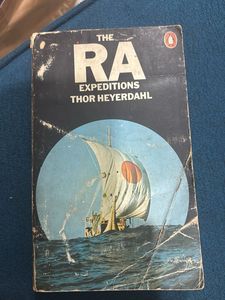 THE
RA
EXPEDITIONS
THOR HEYERDAHL